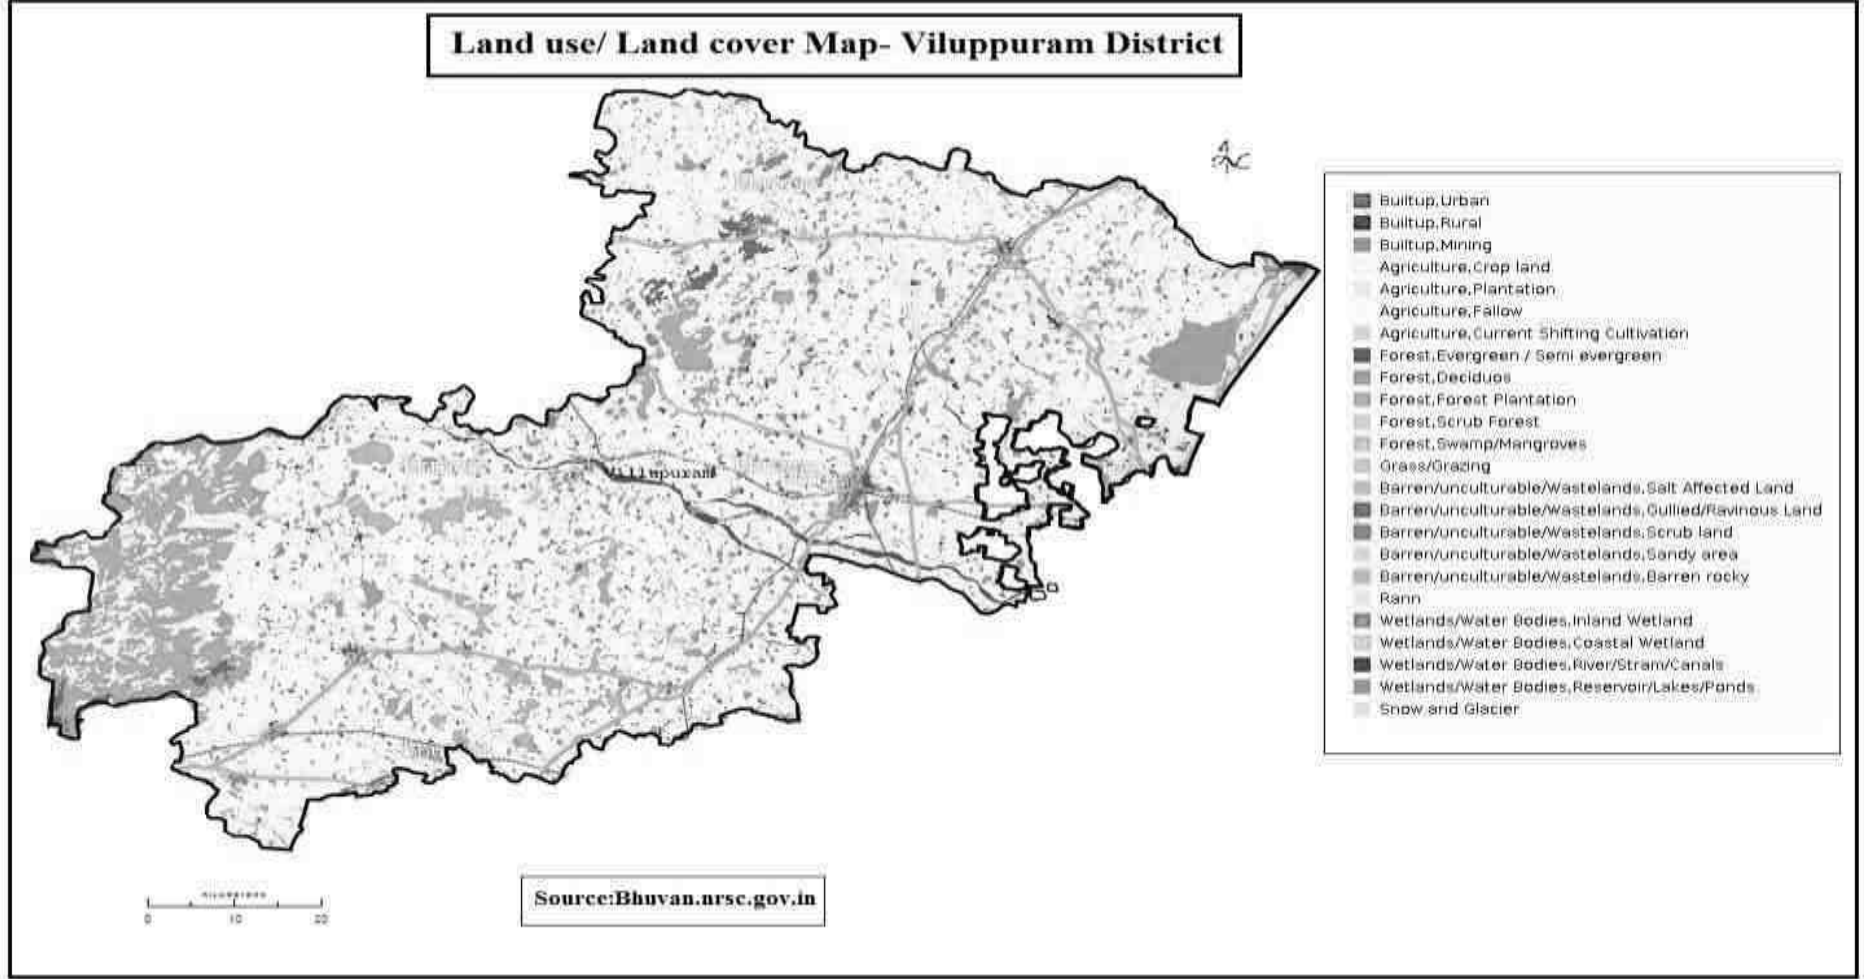 Land use/ Land cover Map- Viluppuram District
Builtup,Urban
Builtup,Rural
Builtup,Mining
Agriculture,Crop land
Agriculture,Plantation
Agriculture,Fallow
Agriculture,Current Shifting Cultivation
Forest,Evergreen / Semi evergreen
Forest,Deciduos
Forest,Forest Plantation
Forest,Scrub Forest
Forest,Swamp/Mangroves
Grass/Grazing
Barren/unculturable/Wastelands,Salt Affected Land
Barren/unculturable/Wastelands,Gullied/Ravinous Land
Barren/unculturable/Wastelands,Scrub land
Barren/unculturable/Wastelands,Sandy area
Barren/unculturable/Wastelands,Barren rocky
Rann
Wetlands/Water Bodies,Inland Wetland
Wetlands/Water Bodies,Coastal Wetland
Wetlands/Water Bodies,River/Stram/Canals
Wetlands/Water Bodies,Reservoir/Lakes/Ponds
Snow and Glacier
Villupuram
KILOMETERS
0 10 20
Source:Bhuvan.nrsc.gov.in